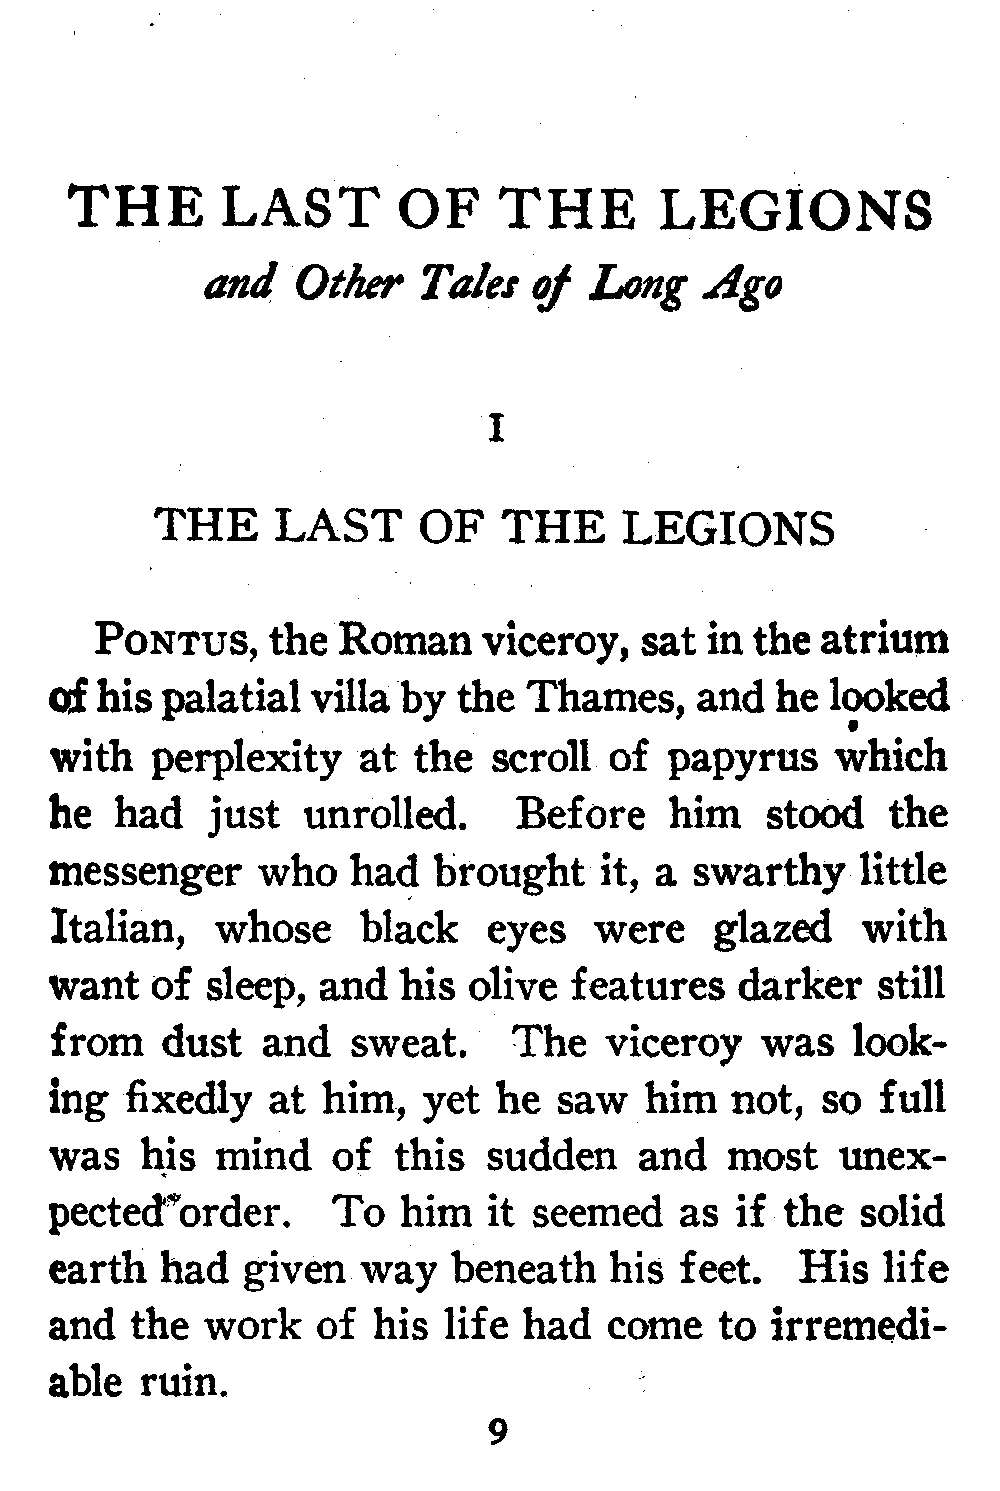 THE LAST OF THE LEGIONS
and Other Tales of Long Ago
I
THE LAST OF THE LEGIONS
PONTUS, the Roman viceroy, sat in the atrium
of his palatial villa by the Thames, and he looked
with perplexity at the scroll of papyrus which
he had just unrolled. Before him stood the
messenger who had brought it, a swarthy little
Italian, whose black eyes were glazed with
want of sleep, and his olive features darker still
from dust and sweat. The viceroy was look-
ing fixedly at him, yet he saw him not, so full
was his mind of this sudden and most unex-
pected order. To him it seemed as if the solid
earth had given way beneath his feet. His life
and the work of his life had come to irremedi-
able ruin.
9